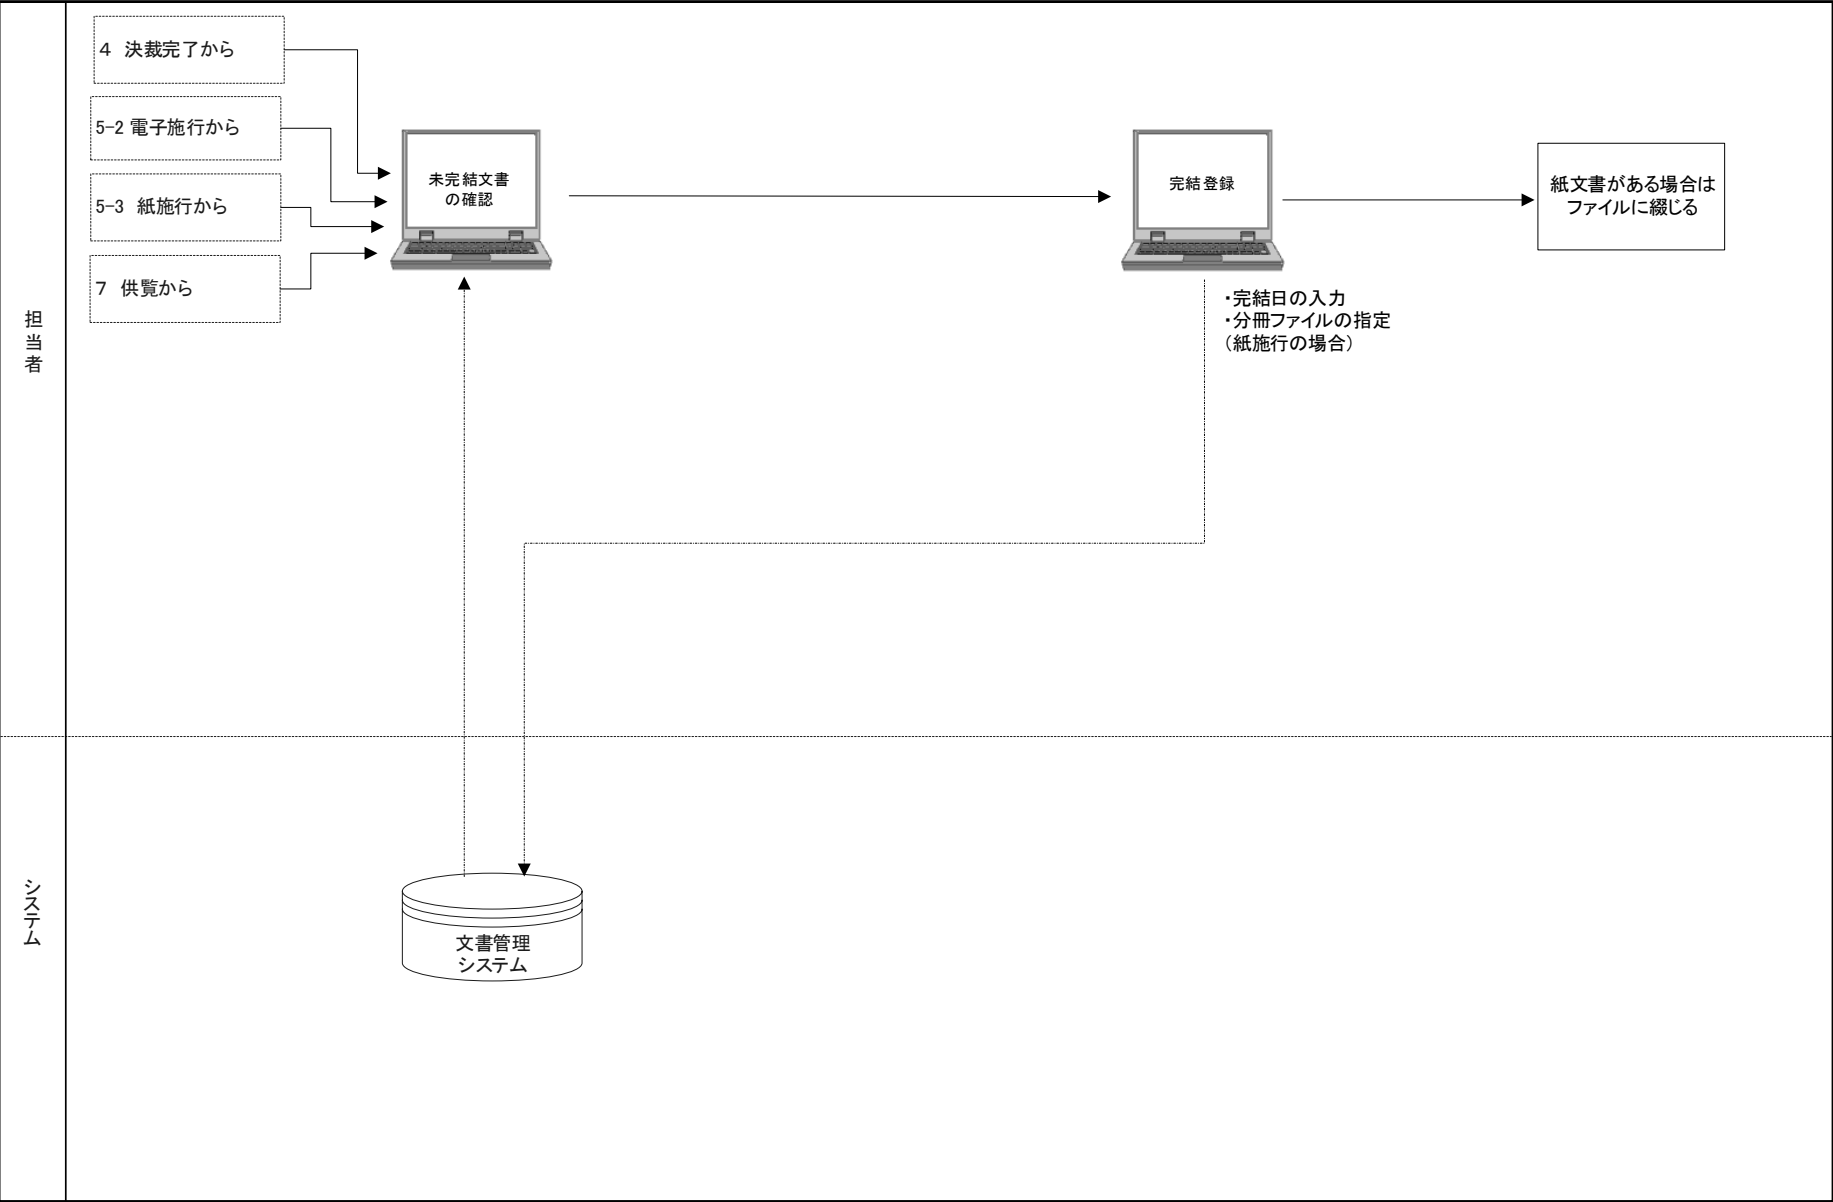 4 決裁完了から
5-2 電子施行から
5-3 紙施行から
7 供覧から
未完結文書
の確認
完結登録
紙文書がある場合は
ファイルに綴じる
・完結日の入力
・分冊ファイルの指定
（紙施行の場合）
担当者
システム
文書管理
システム